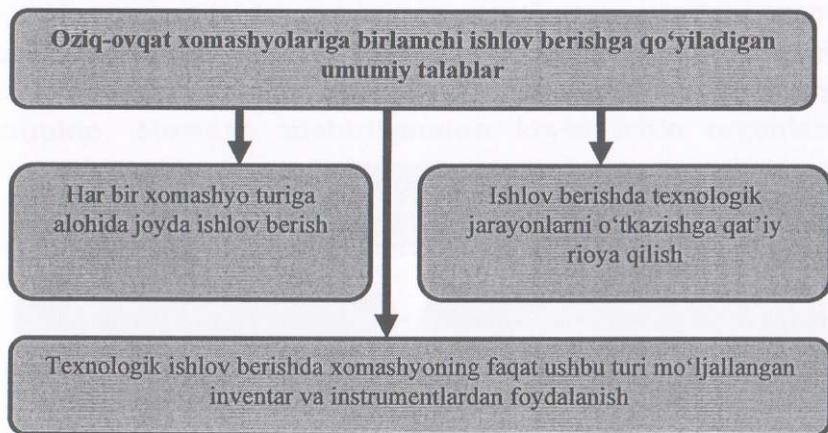 Oziq-ovqat xomashyolariga birlamchi ishlov berishga qo‘yiladigan
umumiy talablar
Har bir xomashyo turiga
alohida joyda ishlov berish
Ishlov berishda texnologik
jarayonlarni o‘tkazishga qat’iy
rioya qilish
Texnologik ishlov berishda xomashyoning faqat ushbu turi mo‘ljallangan
inventar va instrumentlardan foydalanish